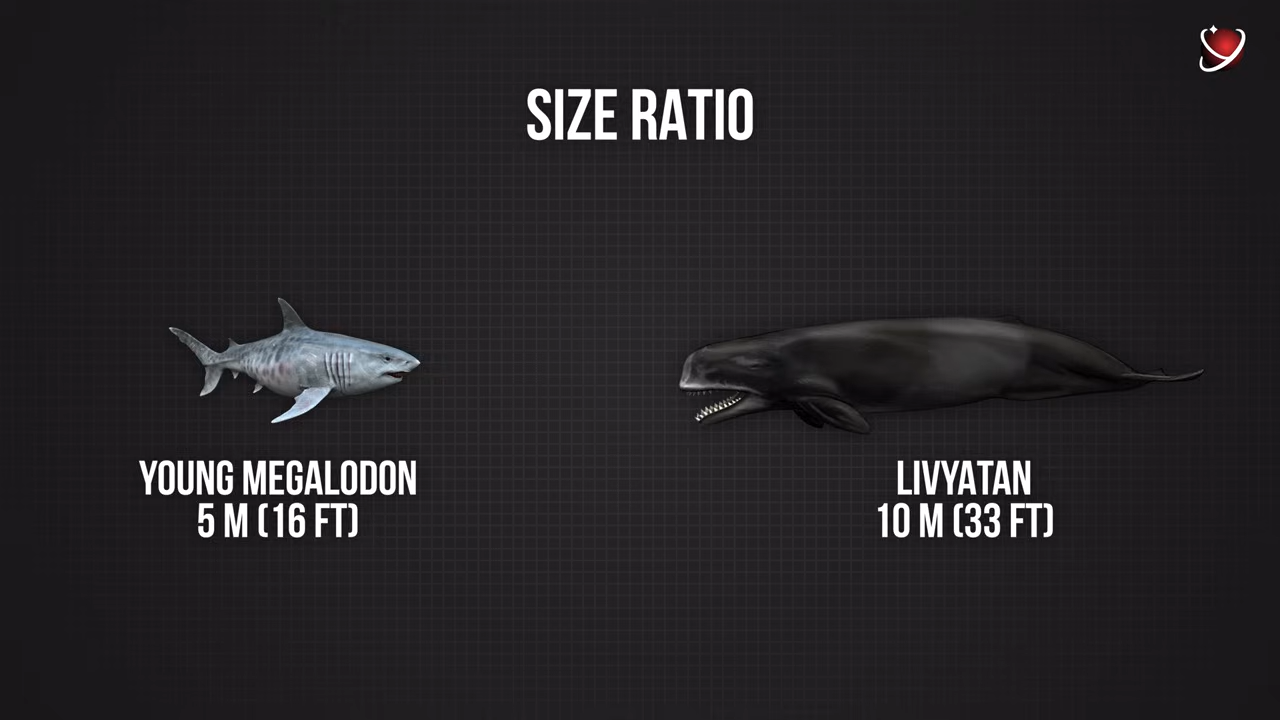 SIZE RATIO
YOUNG MEGALODON
5 M (16 FT)
LIVYATAN
10 M (33 FT)